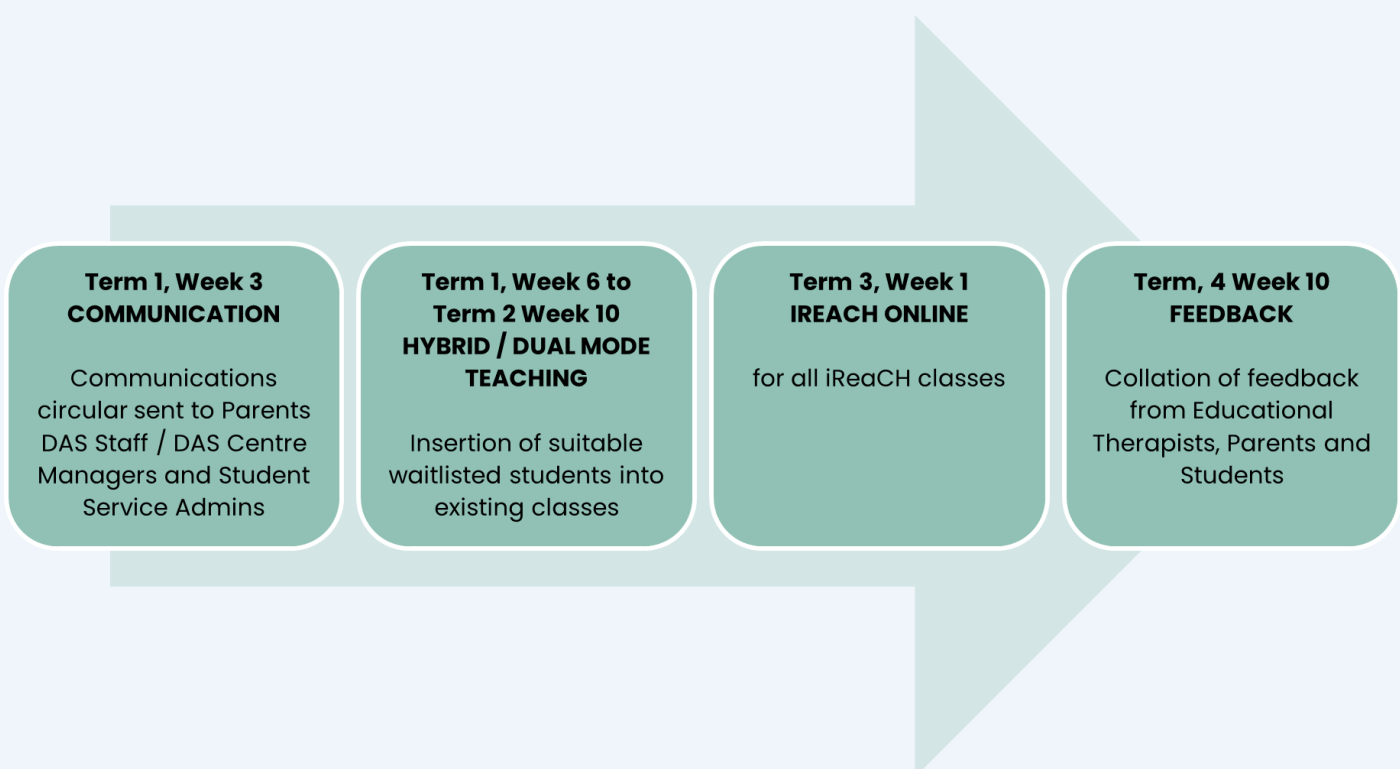 Term 1, Week 3
COMMUNICATION
Communications
circular sent to Parents
DAS Staff / DAS Centre
Managers and Student
Service Admins
Term 1, Week 6 to
Term 2 Week 10
HYBRID / DUAL MODE
TEACHING
Insertion of suitable
waitlisted students into
existing classes
Term 3, Week 1
IREACH ONLINE
for all iReaCH classes
Term, 4 Week 10
FEEDBACK
Collation of feedback
from Educational
Therapists, Parents and
Students